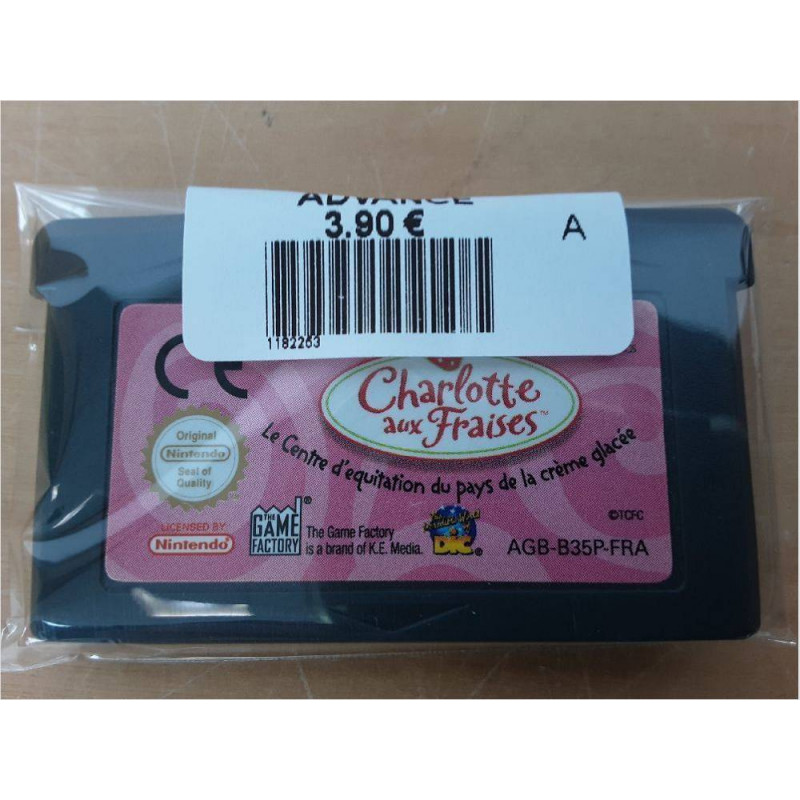 ADVANCE
3.90 €
A
1182263
CE
Charlotte
aux Fraises™
Le Centre d'equitation du pays de la crème glacée
Original
Nintendo
Seal of
Quality
LICENSED BY
Nintendo®
THE
GAME
FACTORY®
The Game Factory
is a brand of K.E. Media.
DIC®
©TCFC
AGB-B35P-FRA